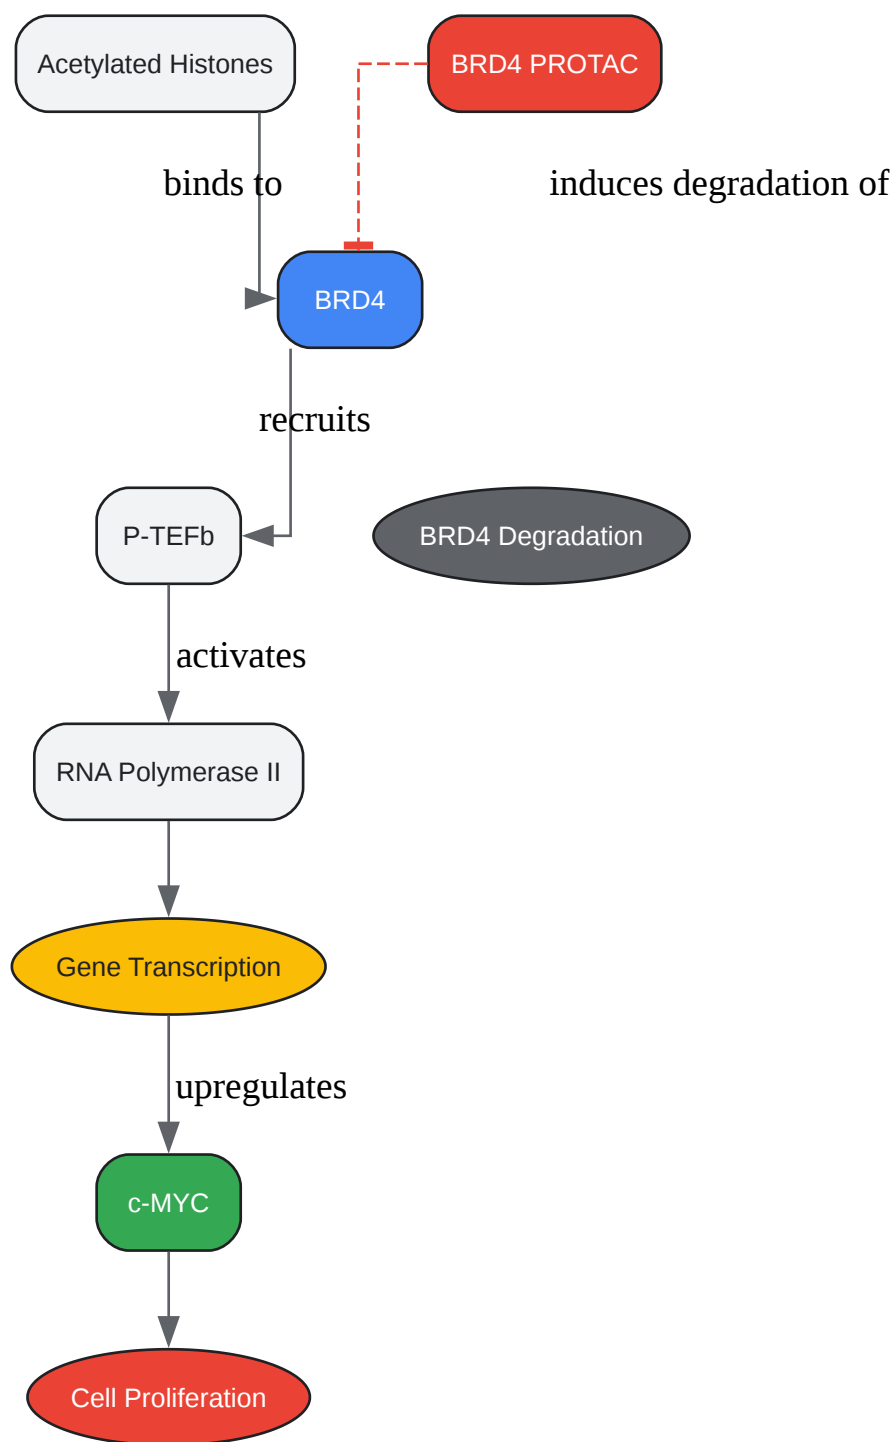 Acetylated Histones
BRD4 PROTAC
binds to
induces degradation of
BRD4
recruits
P-TEFb
BRD4 Degradation
activates
RNA Polymerase II
Gene Transcription
upregulates
c-MYC
Cell Proliferation